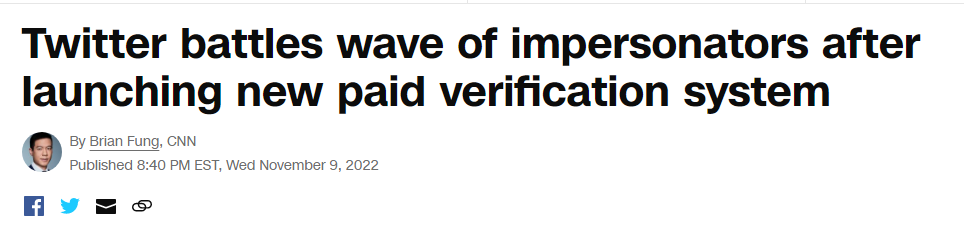 Twitter battles wave of impersonators after
launching new paid verification system
By Brian Fung, CNN
Published 8:40 PM EST, Wed November 9, 2022